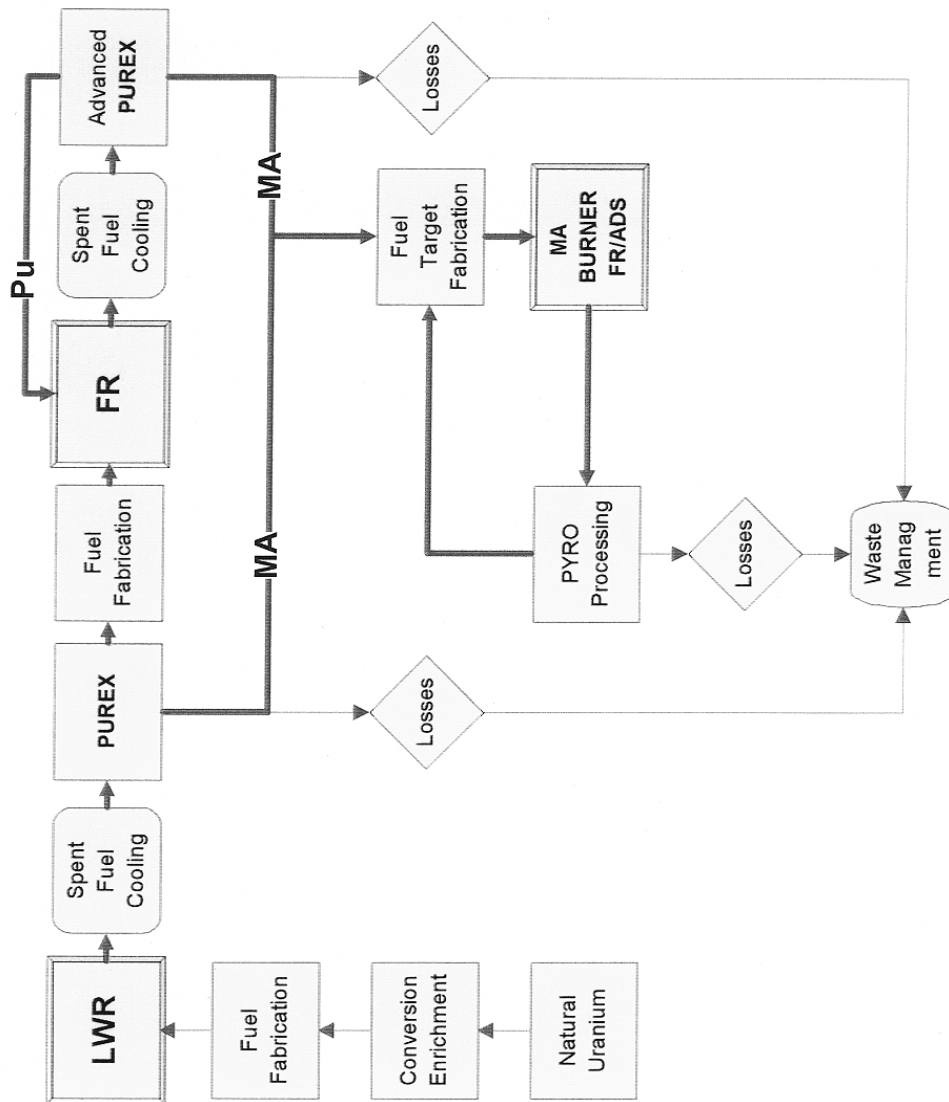 Pu
LWR
Spent
Fuel
Cooling
PUREX
Fuel
Fabrication
FR
Spent
Fuel
Cooling
Advanced
PUREX
Fuel
Fabrication
MA
MA
Conversion
Enrichment
Losses
Fuel
Target
Fabrication
Losses
Natural
Uranium
PYRO
Processing
MA
BURNER
FR/ADS
Losses
Waste
Manag
ment